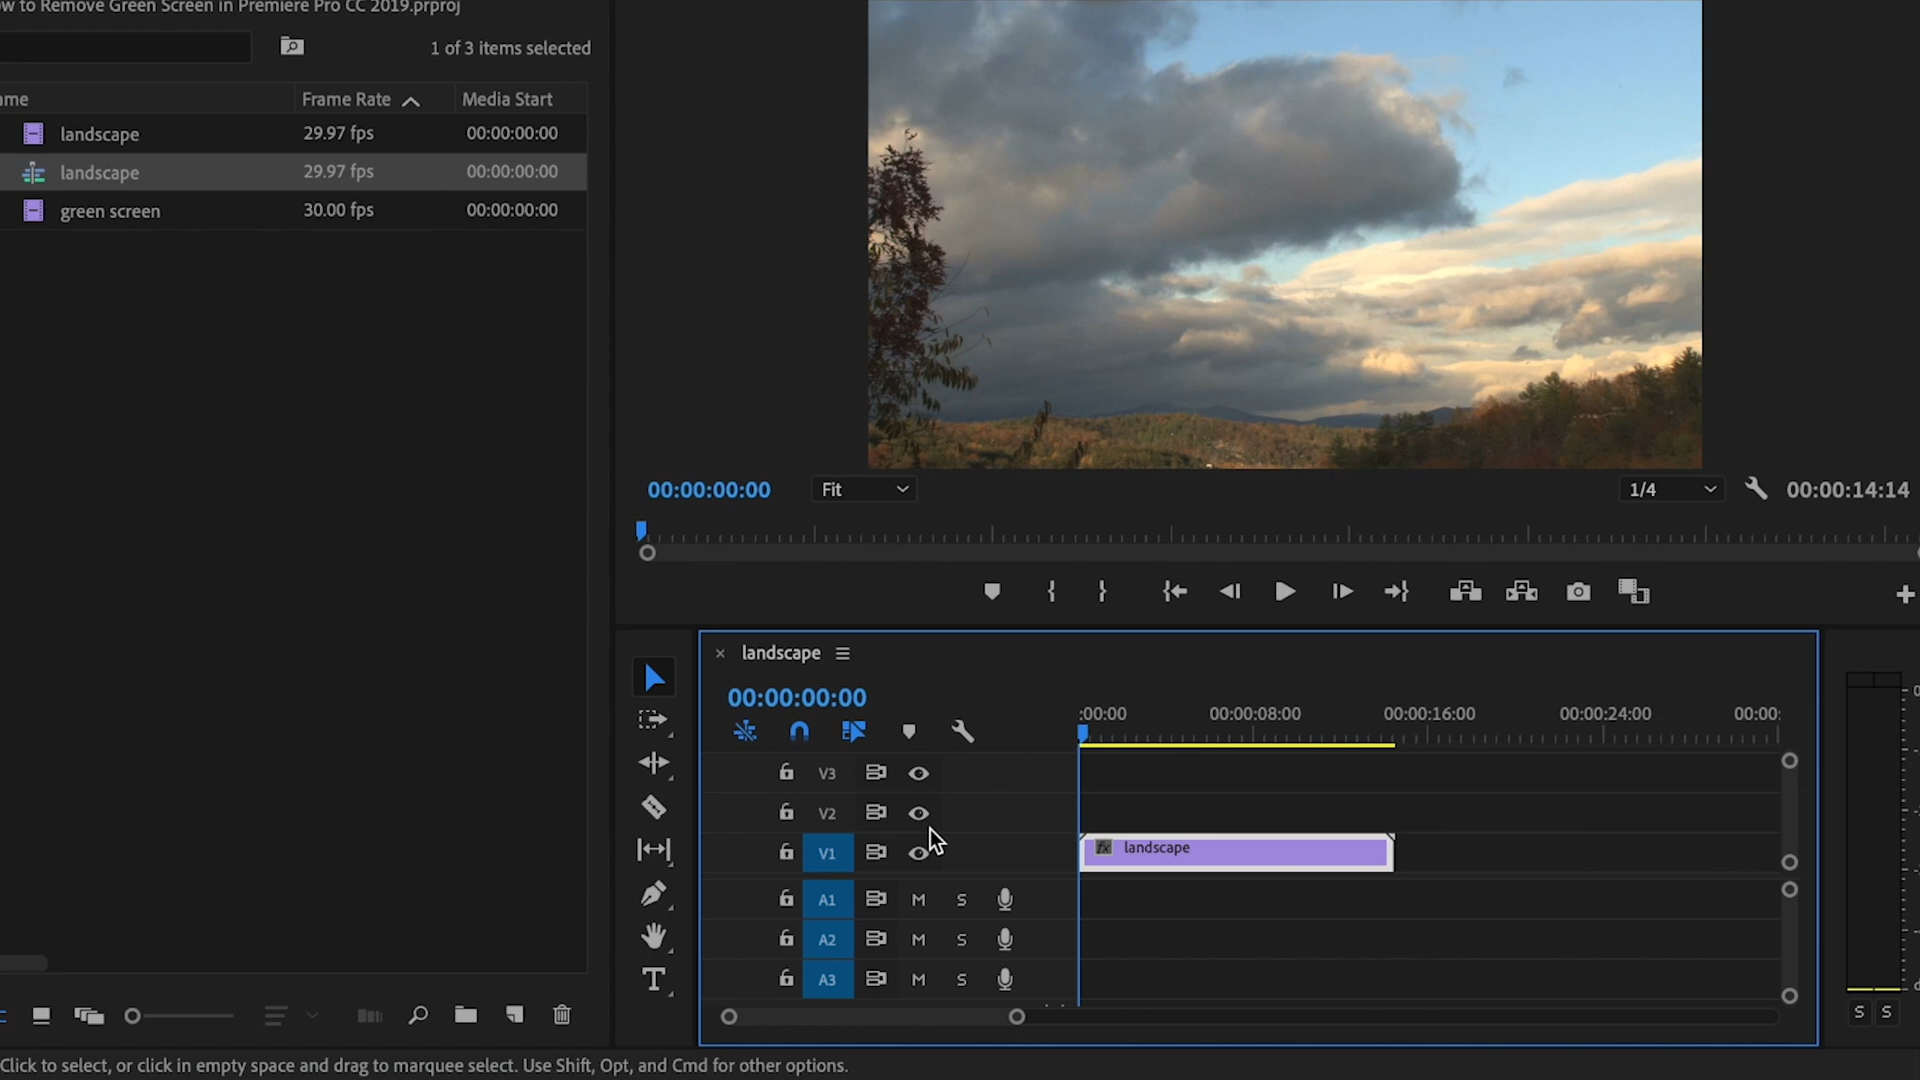 w to Remove Green Screen in Premiere Pro CC 2019.prproj
1 of 3 items selected
me Frame Rate Media Start
landscape 29.97 fps 00:00:00:00
landscape 29.97 fps 00:00:00:00
green screen 30.00 fps 00:00:00:00
00:00:00:00 Fit 1/4 00:00:14:14
× landscape
00:00:00:00
:00:00 00:00:08:00 00:00:16:00 00:00:24:00 00:00:
V3
V2
V1 fx landscape
A1 M S
A2 M S
A3 M S
T
S S
Click to select, or click in empty space and drag to marquee select. Use Shift, Opt, and Cmd for other options.